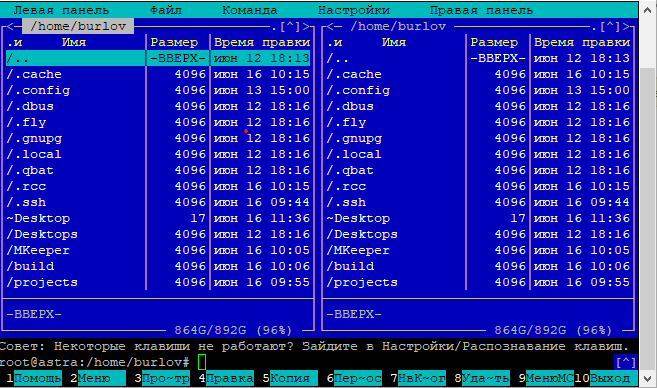 Левая панель Файл Команда Настройки Правая панель
<─ /home/burlov .[^]> <─ /home/burlov .[^]>
.и Имя Размер Время правки .и Имя Размер Время правки
/.. -ВВЕРХ- июн 12 18:13 /.. -ВВЕРХ- июн 12 18:13
/.cache 4096 июн 16 10:15 /.cache 4096 июн 16 10:15
/.config 4096 июн 13 15:00 /.config 4096 июн 13 15:00
/.dbus 4096 июн 12 18:16 /.dbus 4096 июн 12 18:16
/.fly 4096 июн 12 18:16 /.fly 4096 июн 12 18:16
/.gnupg 4096 июн 12 18:16 /.gnupg 4096 июн 12 18:16
/.local 4096 июн 12 18:16 /.local 4096 июн 12 18:16
/.qbat 4096 июн 12 18:16 /.qbat 4096 июн 12 18:16
/.rcc 4096 июн 16 10:15 /.rcc 4096 июн 16 10:15
/.ssh 4096 июн 16 09:44 /.ssh 4096 июн 16 09:44
~Desktop 17 июн 16 11:36 ~Desktop 17 июн 16 11:36
/Desktops 4096 июн 12 18:16 /Desktops 4096 июн 12 18:16
/MKeeper 4096 июн 16 10:05 /MKeeper 4096 июн 16 10:05
/build 4096 июн 16 10:06 /build 4096 июн 16 10:06
/projects 4096 июн 16 09:55 /projects 4096 июн 16 09:55
-ВВЕРХ- -ВВЕРХ-
864G/892G (96%) 864G/892G (96%)
Совет: Некоторые клавиши не работают? Зайдите в Настройки/Распознавание клавиш.
root@astra:/home/burlov# [^]
1Помощь 2Меню 3Про~тр 4Правка 5Копия 6Пер~ос 7НвК~ог 8Уда~ть 9МенюMC 10Выход